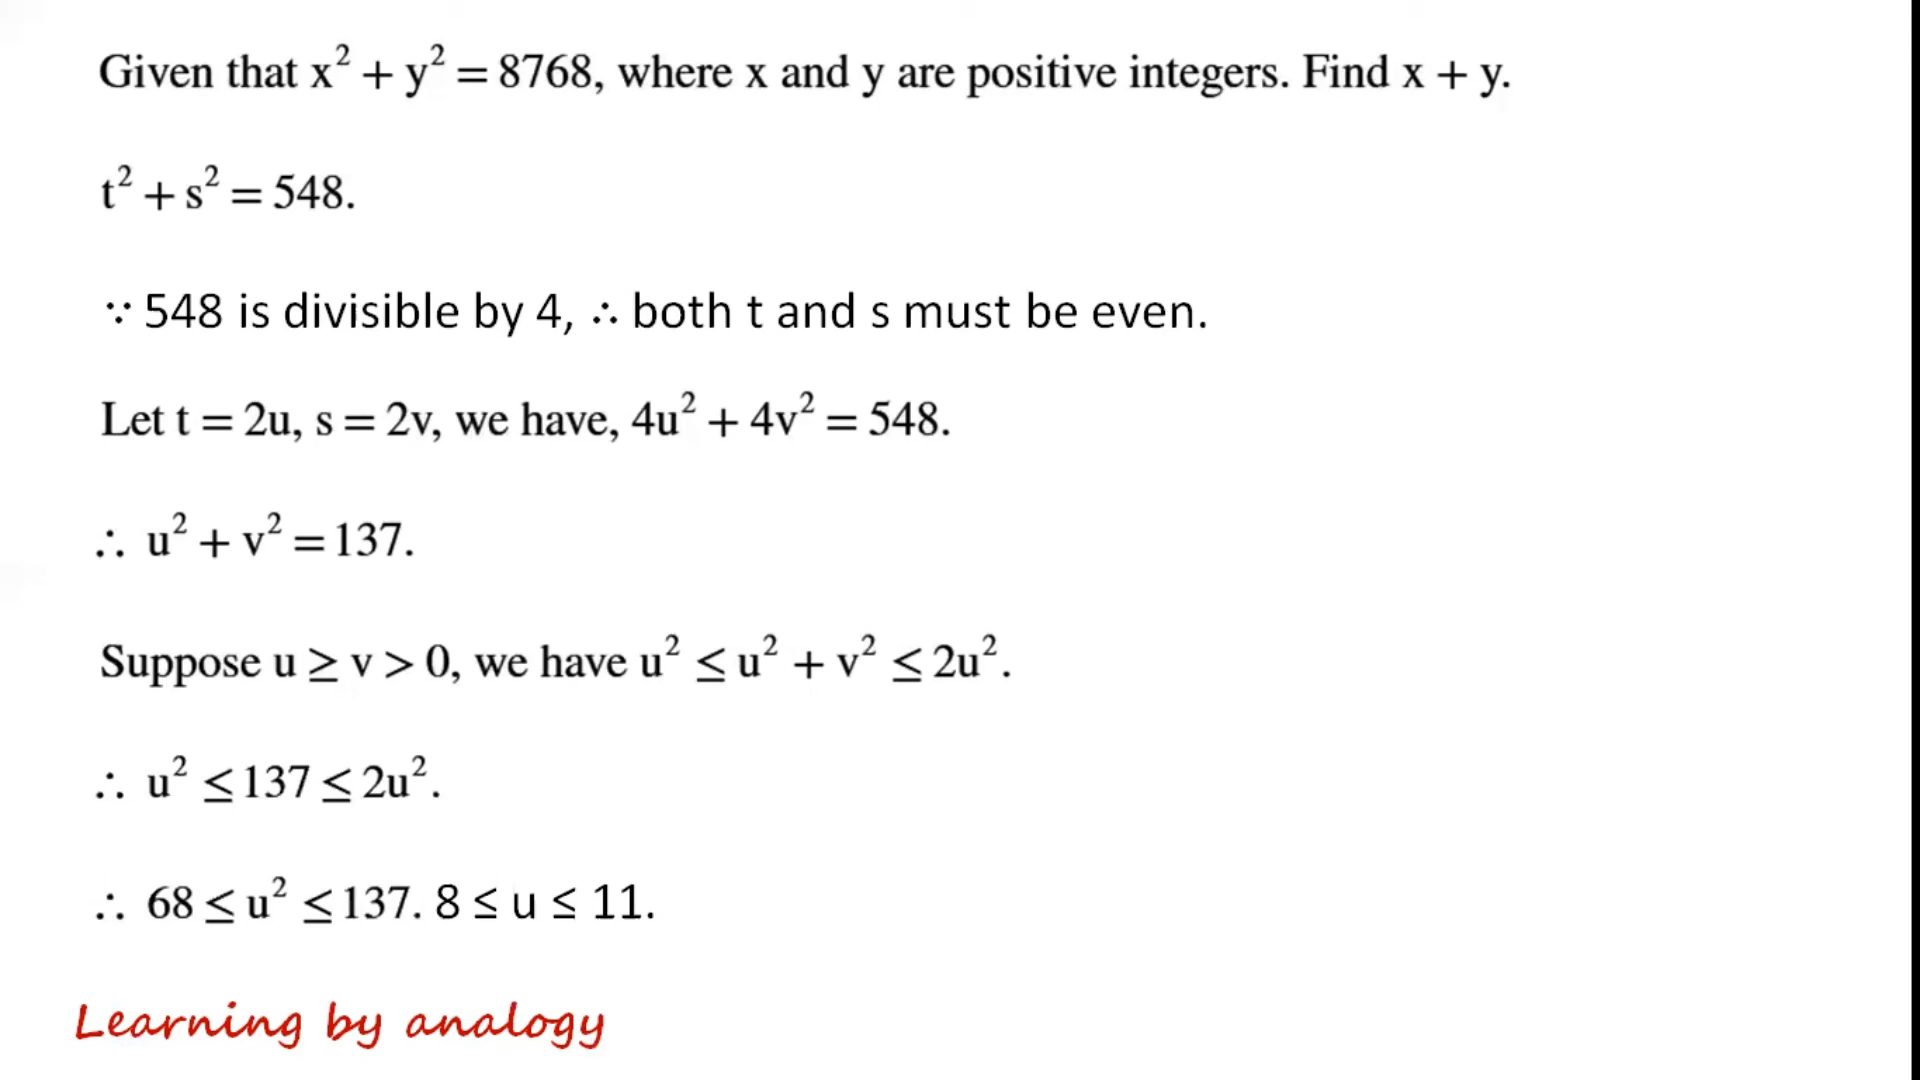 Given that x² + y² = 8768, where x and y are positive integers. Find x + y.
t² + s² = 548.
∵ 548 is divisible by 4, ∴ both t and s must be even.
Let t = 2u, s = 2v, we have, 4u² + 4v² = 548.
∴ u² + v² = 137.
Suppose u ≥ v > 0, we have u² ≤ u² + v² ≤ 2u².
∴ u² ≤ 137 ≤ 2u².
∴ 68 ≤ u² ≤ 137. 8 ≤ u ≤ 11.
Learning by analogy